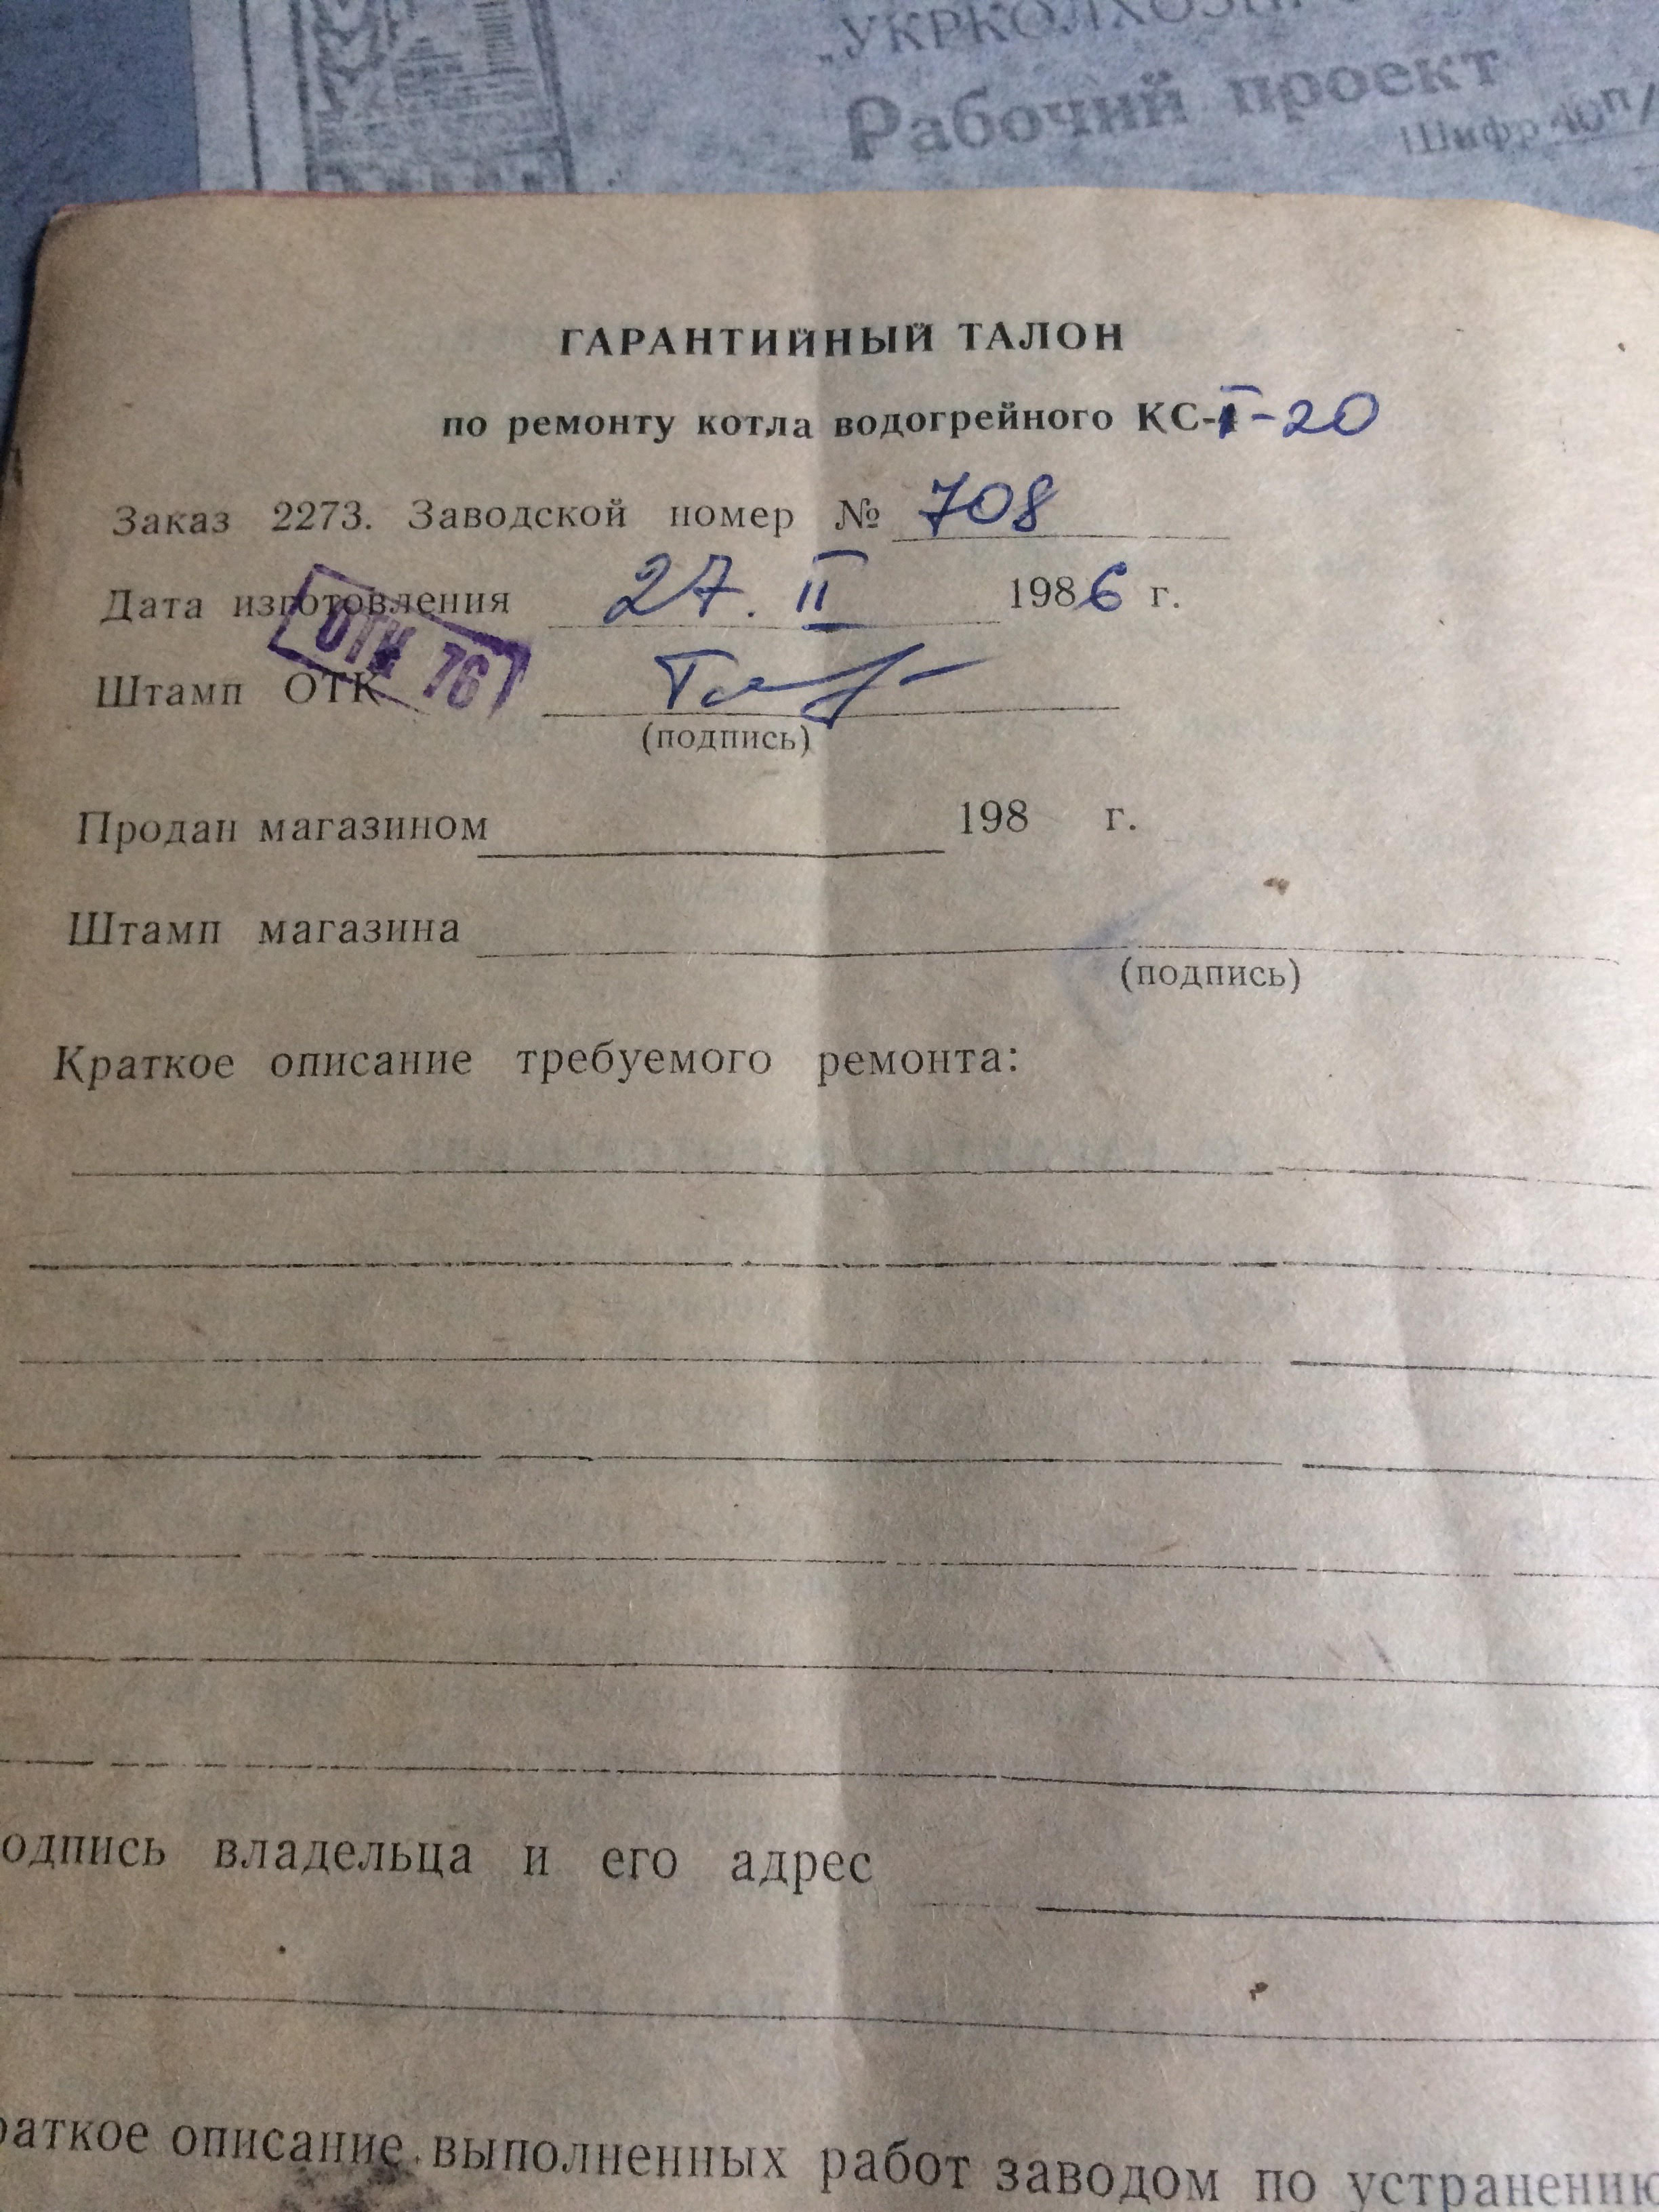 Рабочий проект
Шифр
ГАРАНТИЙНЫЙ ТАЛОН
по ремонту котла водогрейного КС-I-20
Заказ 2273. Заводской номер № 708
Дата изготовления 27. II 1986 г.
ОТК 76
Штамп ОТК
(подпись)
Продан магазином 198 г.
Штамп магазина
(подпись)
Краткое описание требуемого ремонта:
одпись владельца и его адрес
раткое описание выполненных работ заводом по устранению